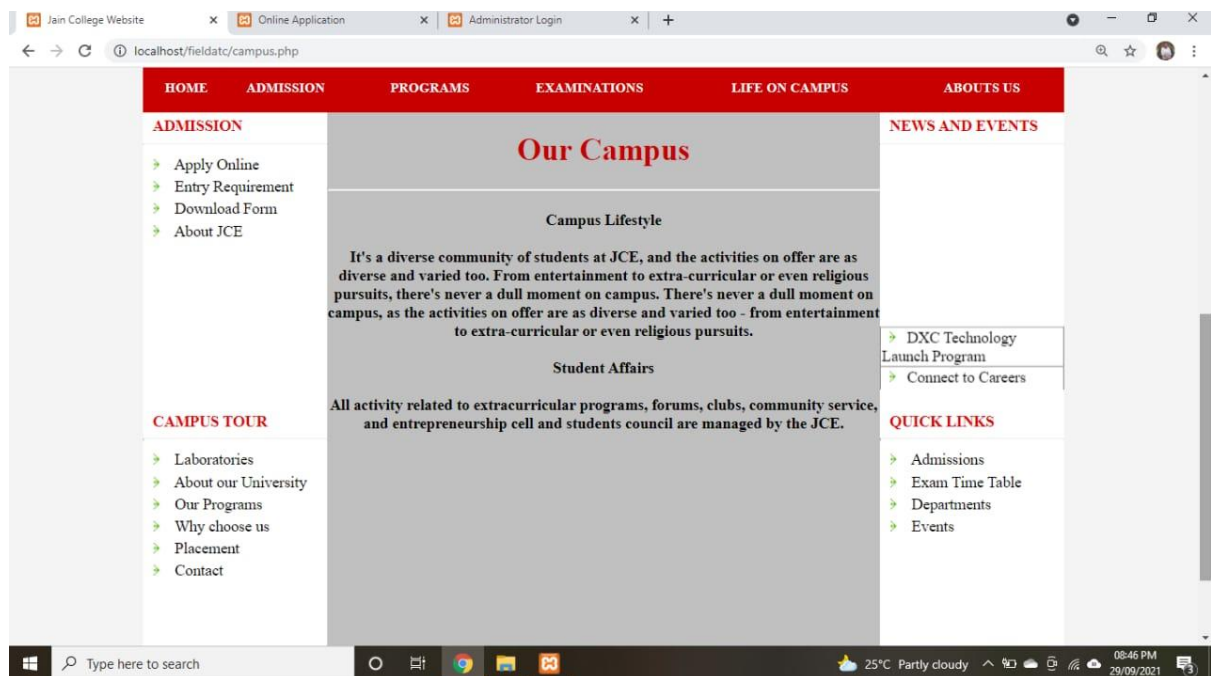 Jain College Website
Online Application
Administrator Login
localhost/fieldatc/campus.php
HOME ADMISSION PROGRAMS EXAMINATIONS LIFE ON CAMPUS ABOUTS US
ADMISSION
Apply Online
Entry Requirement
Download Form
About JCE
CAMPUS TOUR
Laboratories
About our University
Our Programs
Why choose us
Placement
Contact
Our Campus
Campus Lifestyle
It's a diverse community of students at JCE, and the activities on offer are as
diverse and varied too. From entertainment to extra-curricular or even religious
pursuits, there's never a dull moment on campus. There's never a dull moment on
campus, as the activities on offer are as diverse and varied too - from entertainment
to extra-curricular or even religious pursuits.
Student Affairs
All activity related to extracurricular programs, forums, clubs, community service,
and entrepreneurship cell and students council are managed by the JCE.
NEWS AND EVENTS
DXC Technology
Launch Program
Connect to Careers
QUICK LINKS
Admissions
Exam Time Table
Departments
Events
Type here to search
25°C Partly cloudy
08:46 PM
29/09/2021
3